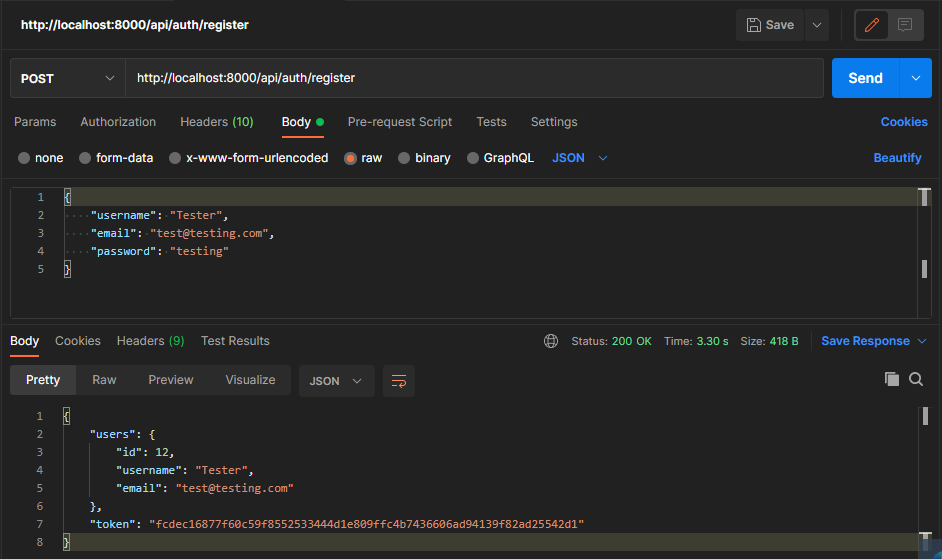 http://localhost:8000/api/auth/register
Save
POST
http://localhost:8000/api/auth/register
Send
Params Authorization Headers (10) Body Pre-request Script Tests Settings Cookies
none form-data x-www-form-urlencoded raw binary GraphQL JSON Beautify
1 {
2 "username": "Tester",
3 "email": "test@testing.com",
4 "password": "testing"
5 }
Body Cookies Headers (9) Test Results Status: 200 OK Time: 3.30 s Size: 418 B Save Response
Pretty Raw Preview Visualize JSON
1 {
2 "users": {
3 "id": 12,
4 "username": "Tester",
5 "email": "test@testing.com"
6 },
7 "token": "fcdec16877f60c59f8552533444d1e809ffc4b7436606ad94139f82ad25542d1"
8 }